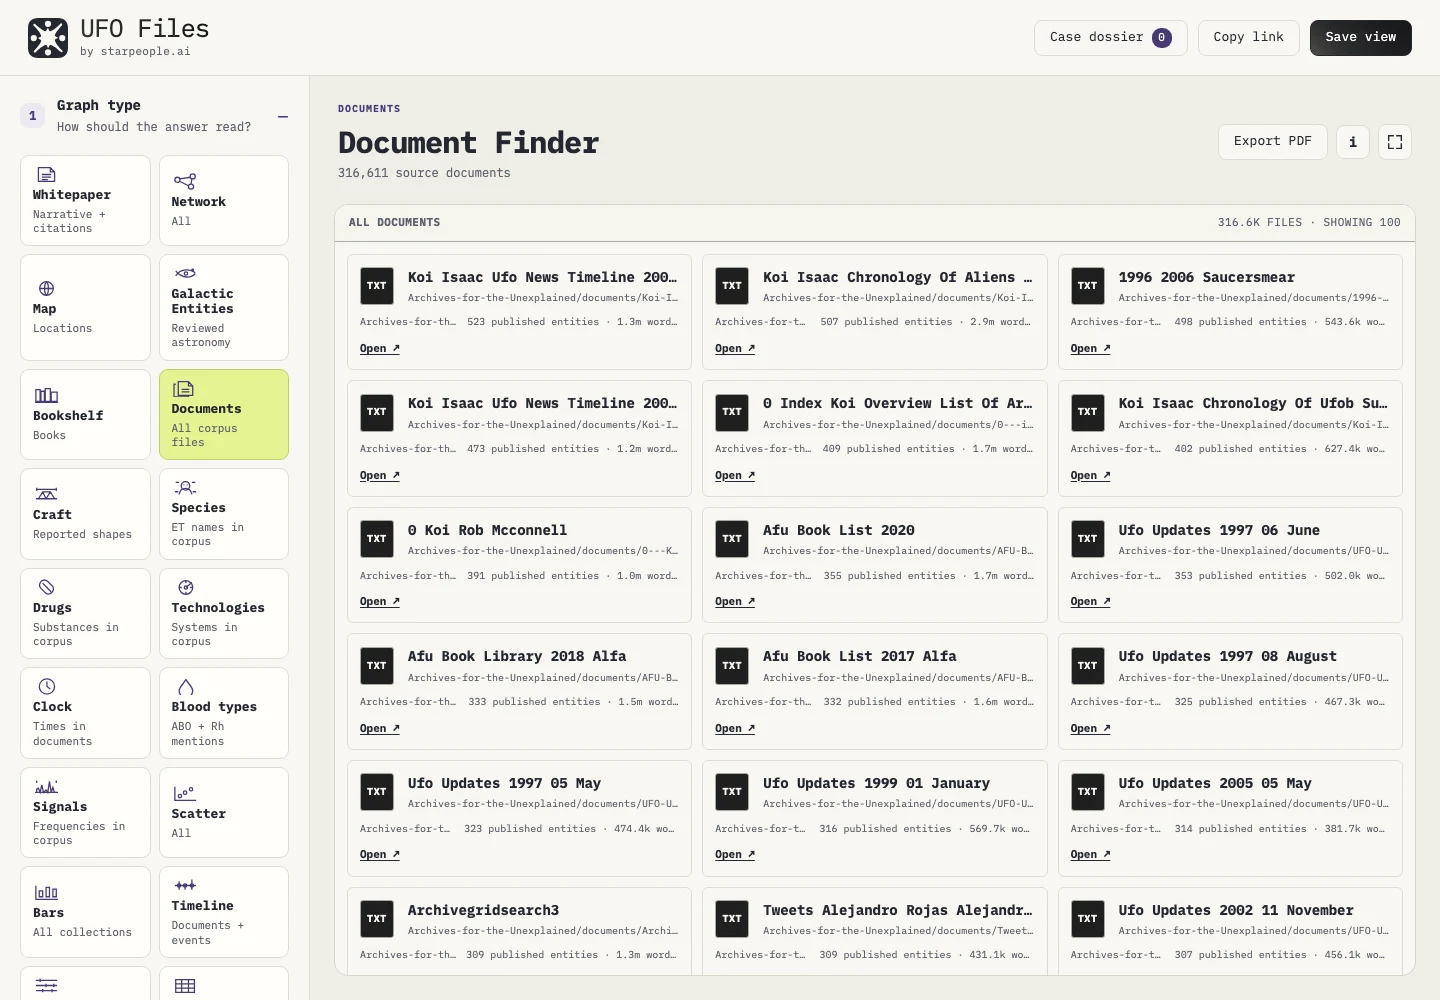 UFO Files
by starpeople.ai
Case dossier 0
Copy link
Save view
1
Graph type
How should the answer read?
Whitepaper
Narrative +
citations
Network
All
Map
Locations
Galactic
Entities
Reviewed
astronomy
Bookshelf
Books
Documents
All corpus
files
Craft
Reported shapes
Species
ET names in
corpus
Drugs
Substances in
corpus
Technologies
Systems in
corpus
Clock
Times in
documents
Blood types
ABO + Rh
mentions
Signals
Frequencies in
corpus
Scatter
All
Bars
All collections
Timeline
Documents +
events
DOCUMENTS
Document Finder
316,611 source documents
Export PDF
i
ALL DOCUMENTS
316.6K FILES · SHOWING 100
TXT
Koi Isaac Ufo News Timeline 200…
Archives-for-the-Unexplained/documents/Koi-I…
Archives-for-th… 523 published entities · 1.3m word…
Open ↗
TXT
Koi Isaac Chronology Of Aliens …
Archives-for-the-Unexplained/documents/Koi-I…
Archives-for-t… 507 published entities · 2.9m word…
Open ↗
TXT
1996 2006 Saucersmear
Archives-for-the-Unexplained/documents/1996-…
Archives-for-t… 498 published entities · 543.6k wo…
Open ↗
TXT
Koi Isaac Ufo News Timeline 200…
Archives-for-the-Unexplained/documents/Koi-I…
Archives-for-th… 473 published entities · 1.2m word…
Open ↗
TXT
0 Index Koi Overview List Of Ar…
Archives-for-the-Unexplained/documents/0---i…
Archives-for-th… 409 published entities · 1.7m word…
Open ↗
TXT
Koi Isaac Chronology Of Ufob Su…
Archives-for-the-Unexplained/documents/Koi-I…
Archives-for-t… 402 published entities · 627.4k wo…
Open ↗
TXT
0 Koi Rob Mcconnell
Archives-for-the-Unexplained/documents/0---K…
Archives-for-th… 391 published entities · 1.0m word…
Open ↗
TXT
Afu Book List 2020
Archives-for-the-Unexplained/documents/AFU-B…
Archives-for-th… 355 published entities · 1.7m word…
Open ↗
TXT
Ufo Updates 1997 06 June
Archives-for-the-Unexplained/documents/UFO-U…
Archives-for-t… 353 published entities · 502.0k wo…
Open ↗
TXT
Afu Book Library 2018 Alfa
Archives-for-the-Unexplained/documents/AFU-B…
Archives-for-th… 333 published entities · 1.5m word…
Open ↗
TXT
Afu Book List 2017 Alfa
Archives-for-the-Unexplained/documents/AFU-B…
Archives-for-th… 332 published entities · 1.6m word…
Open ↗
TXT
Ufo Updates 1997 08 August
Archives-for-the-Unexplained/documents/UFO-U…
Archives-for-t… 325 published entities · 467.3k wo…
Open ↗
TXT
Ufo Updates 1997 05 May
Archives-for-the-Unexplained/documents/UFO-U…
Archives-for-t… 323 published entities · 474.4k wo…
Open ↗
TXT
Ufo Updates 1999 01 January
Archives-for-the-Unexplained/documents/UFO-U…
Archives-for-t… 316 published entities · 569.7k wo…
Open ↗
TXT
Ufo Updates 2005 05 May
Archives-for-the-Unexplained/documents/UFO-U…
Archives-for-t… 314 published entities · 381.7k wo…
Open ↗
TXT
Archivegridsearch3
Archives-for-the-Unexplained/documents/Archi…
Archives-for-th… 309 published entities · 1.3m word…
TXT
Tweets Alejandro Rojas Alejandr…
Archives-for-the-Unexplained/documents/Tweet…
Archives-for-t… 309 published entities · 431.1k wo…
TXT
Ufo Updates 2002 11 November
Archives-for-the-Unexplained/documents/UFO-U…
Archives-for-t… 307 published entities · 456.1k wo…